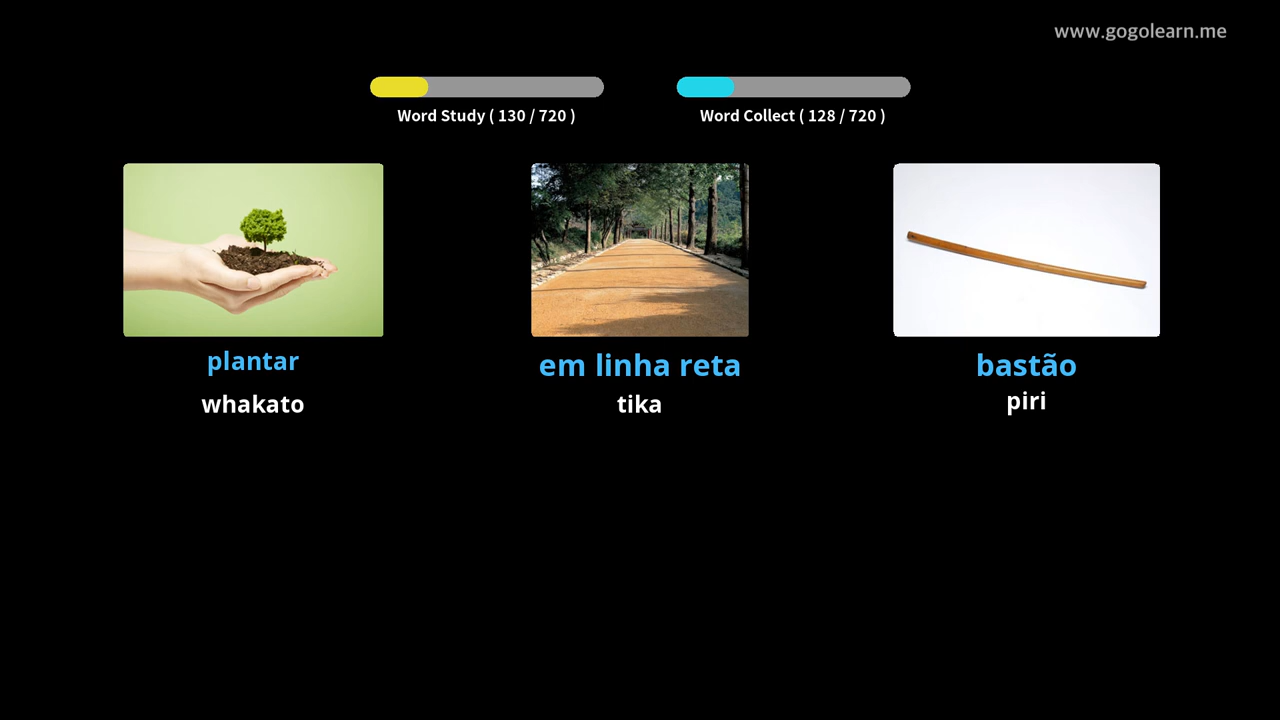 www.gogolearn.me
Word Study ( 130 / 720 )
Word Collect ( 128 / 720 )
plantar
whakato
em linha reta
tika
bastão
piri